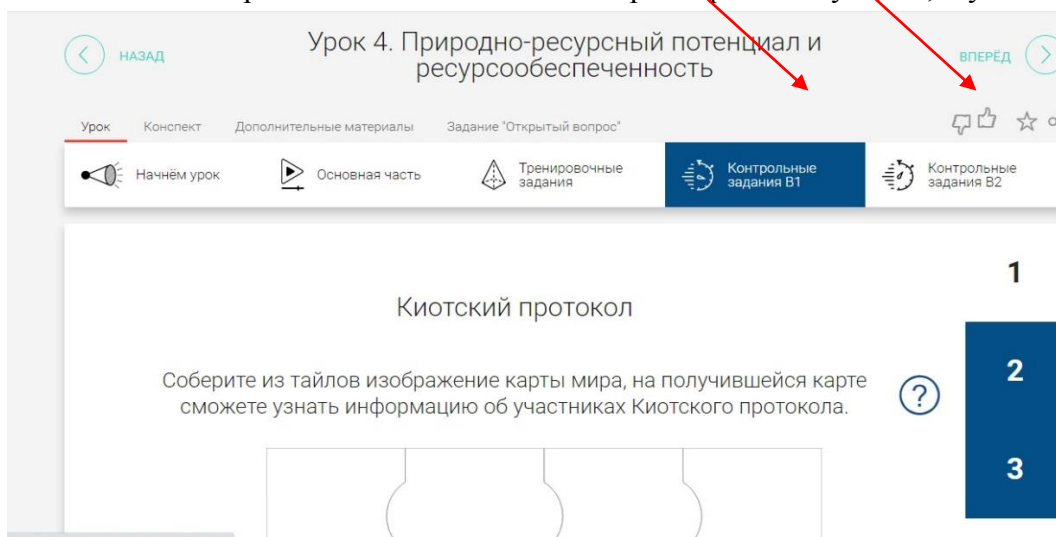 НАЗАД
Урок 4. Природно-ресурсный потенциал и
ресурсообеспеченность
ВПЕРЁД
Урок Конспект Дополнительные материалы Задание "Открытый вопрос"
Начнём урок
Основная часть
Тренировочные
задания
Контрольные
задания В1
Контрольные
задания В2
1
Киотский протокол
2
Соберите из тайлов изображение карты мира, на получившейся карте
сможете узнать информацию об участниках Киотского протокола.
?
3